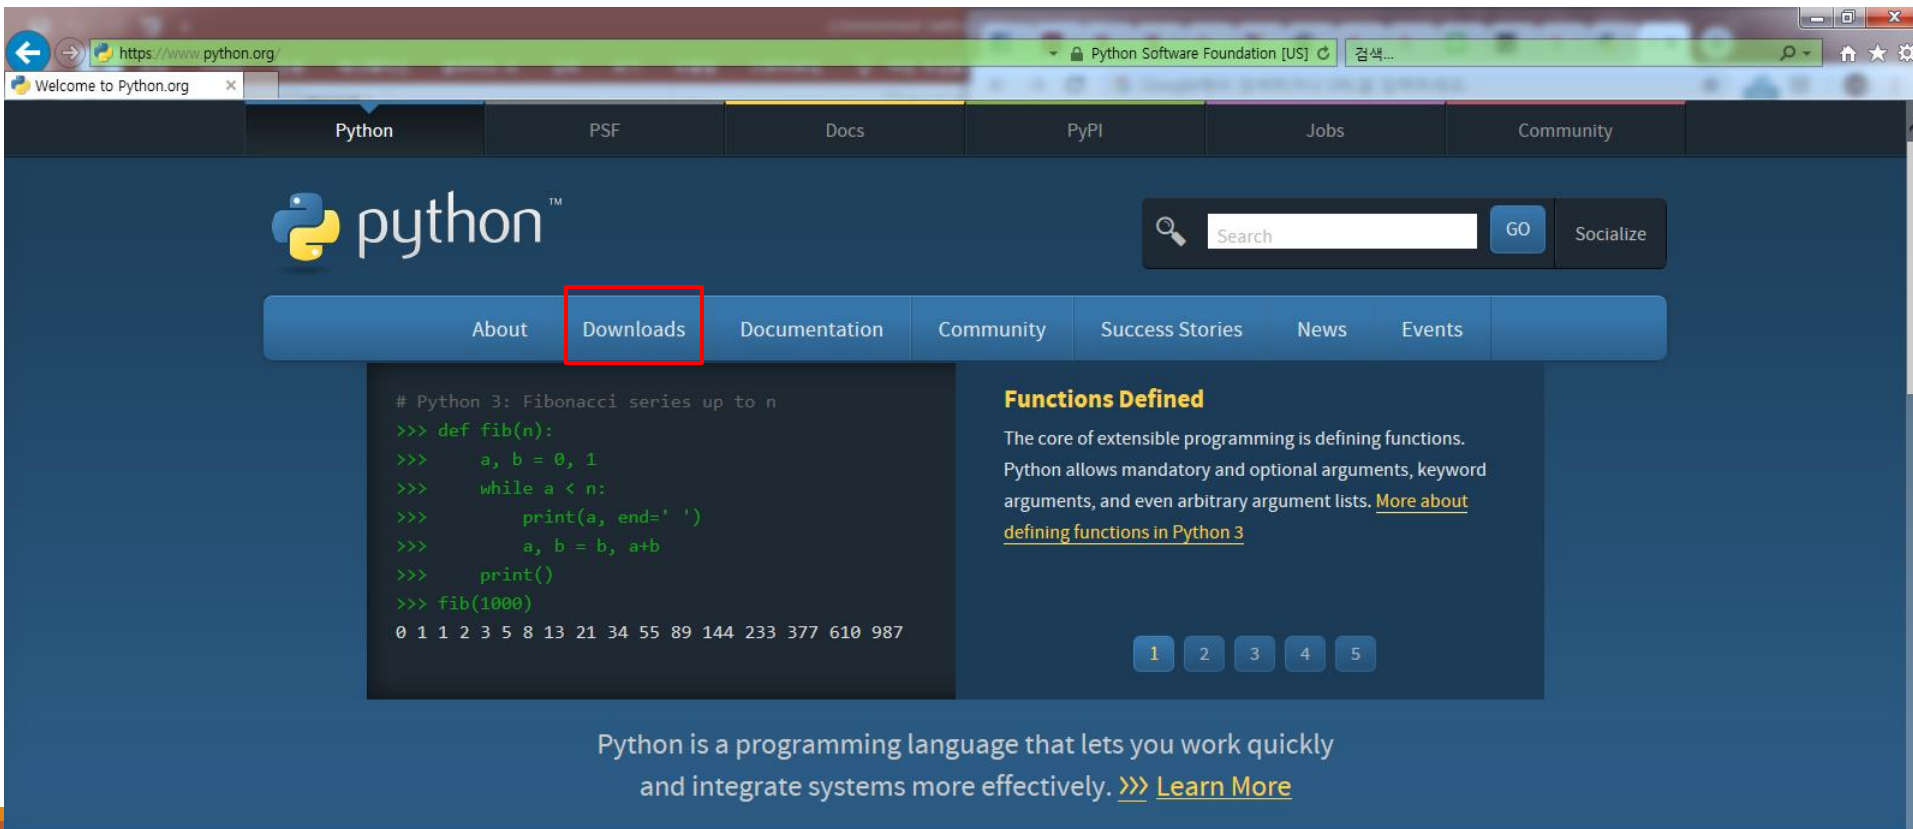 https://www.python.org/
Python Software Foundation [US]
검색...
Welcome to Python.org
Python
PSF
Docs
PyPI
Jobs
Community
python™
Search
GO
Socialize
About
Downloads
Documentation
Community
Success Stories
News
Events
# Python 3: Fibonacci series up to n
>>> def fib(n):
>>>     a, b = 0, 1
>>>     while a < n:
>>>         print(a, end=' ')
>>>         a, b = b, a+b
>>>     print()
>>> fib(1000)
0 1 1 2 3 5 8 13 21 34 55 89 144 233 377 610 987
Functions Defined
The core of extensible programming is defining functions.
Python allows mandatory and optional arguments, keyword
arguments, and even arbitrary argument lists. More about
defining functions in Python 3
1 2 3 4 5
Python is a programming language that lets you work quickly
and integrate systems more effectively. >>> Learn More